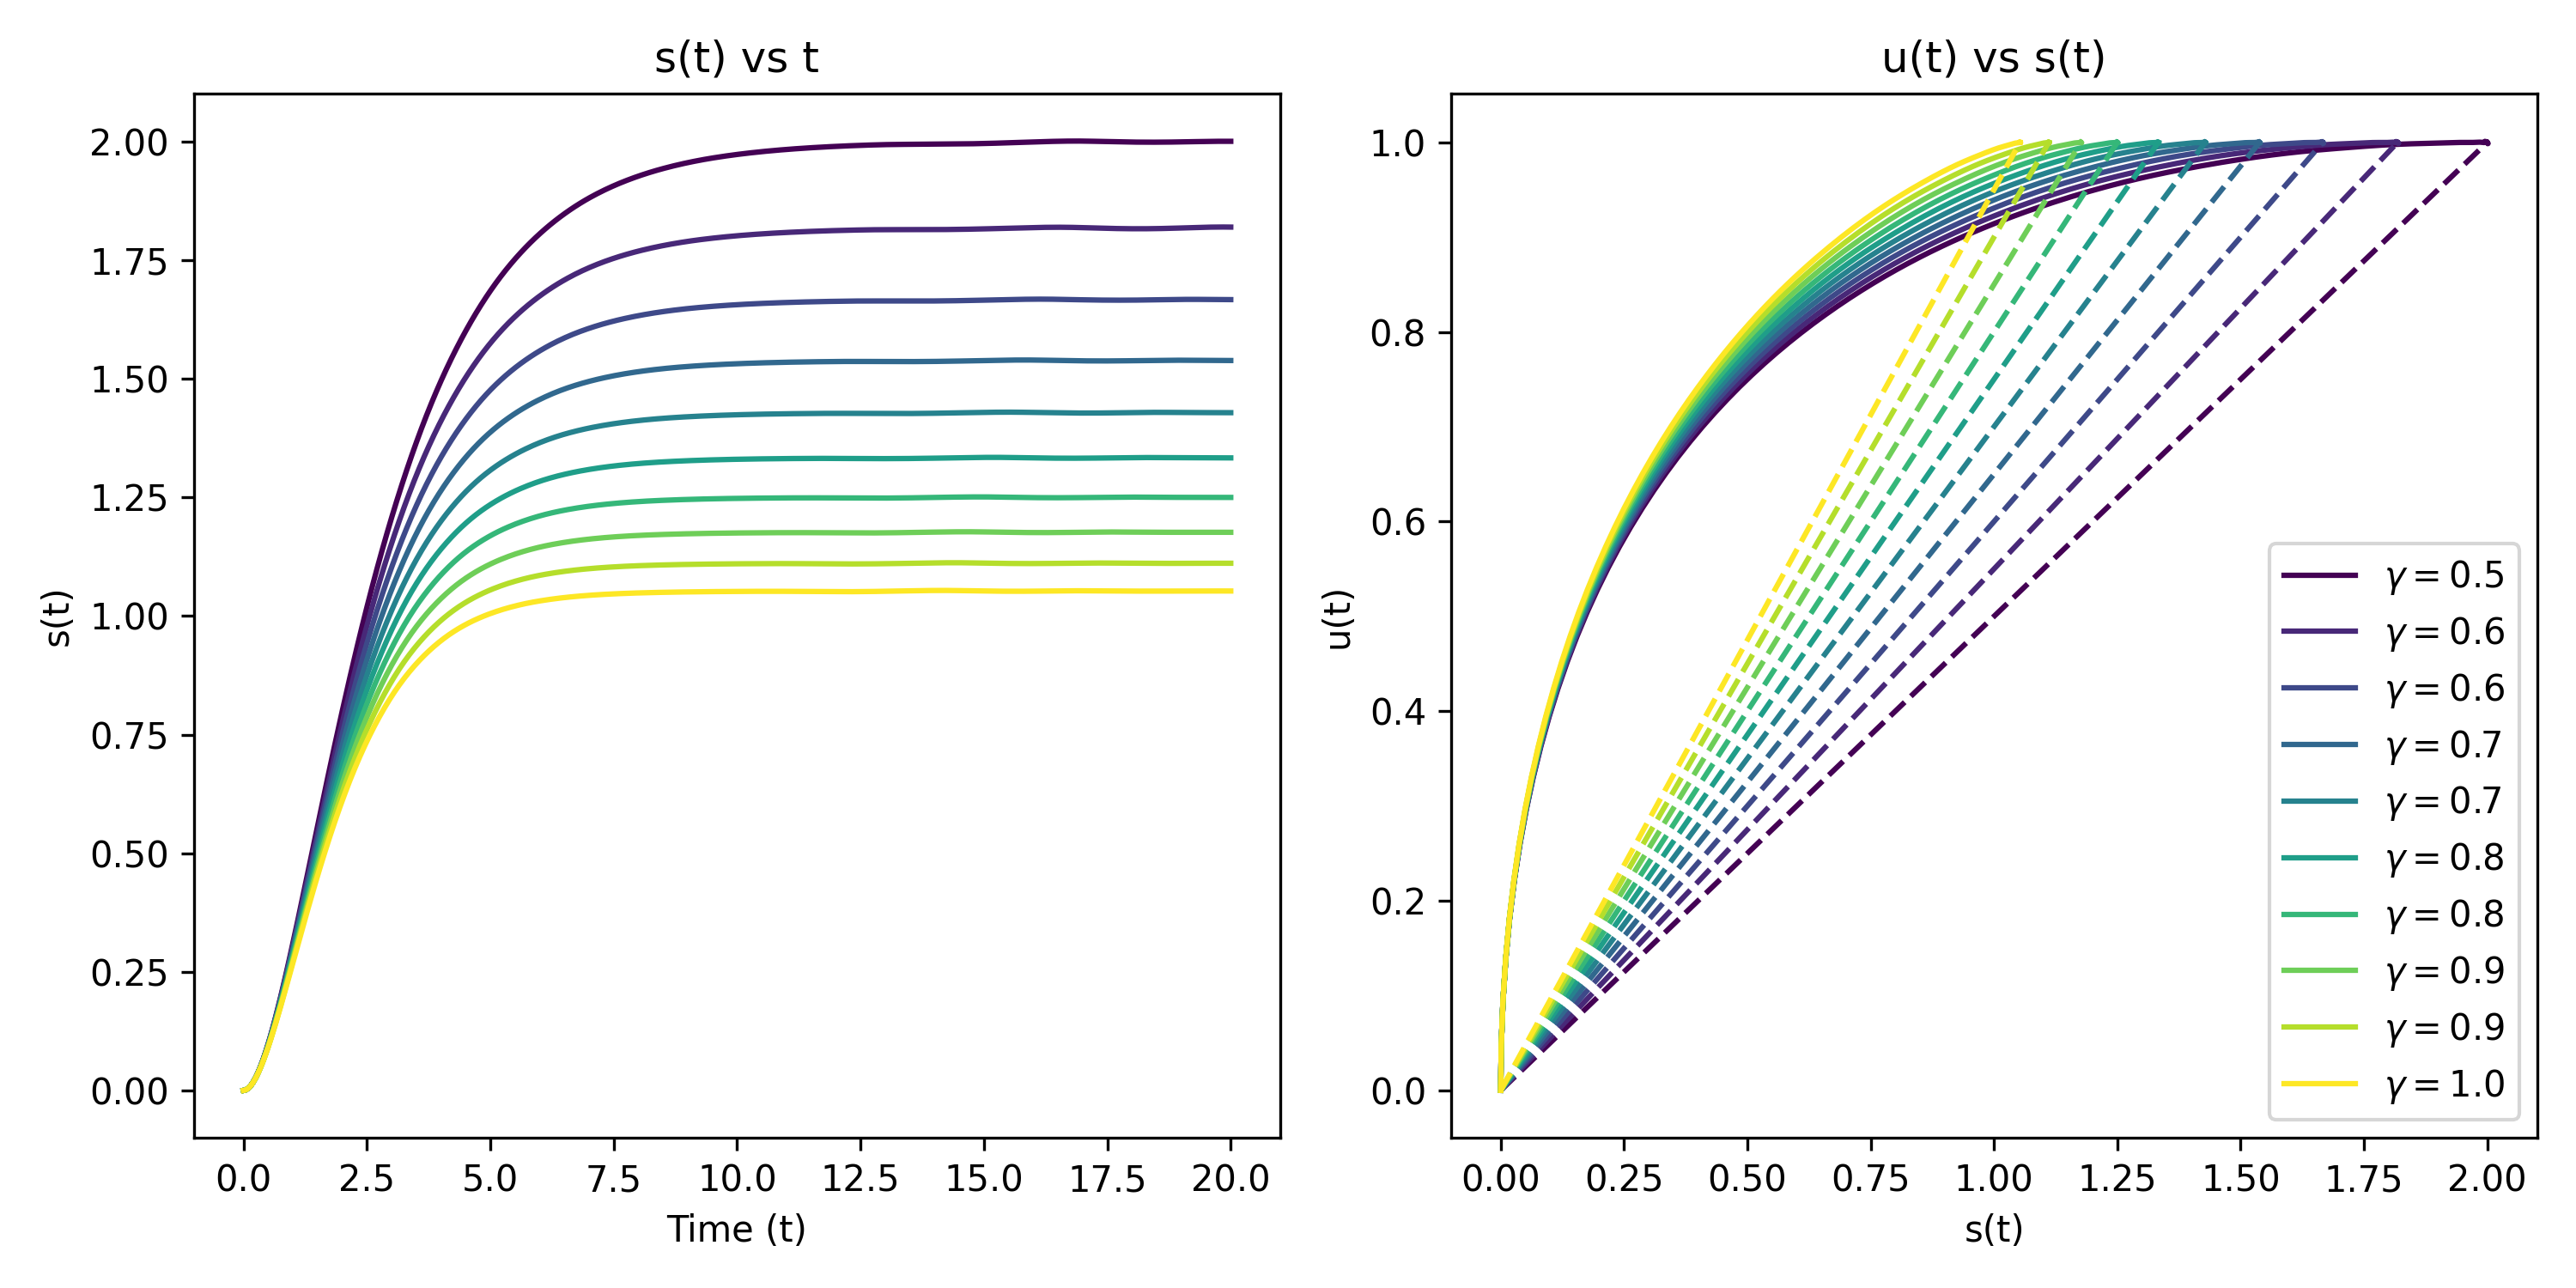 s(t) vs t
s(t)
2.00
1.75
1.50
1.25
1.00
0.75
0.50
0.25
0.00
0.0 2.5 5.0 7.5 10.0 12.5 15.0 17.5 20.0
Time (t)
u(t) vs s(t)
u(t)
1.0
0.8
0.6
0.4
0.2
0.0
γ = 0.5
γ = 0.6
γ = 0.6
γ = 0.7
γ = 0.7
γ = 0.8
γ = 0.8
γ = 0.9
γ = 0.9
γ = 1.0
0.00 0.25 0.50 0.75 1.00 1.25 1.50 1.75 2.00
s(t)